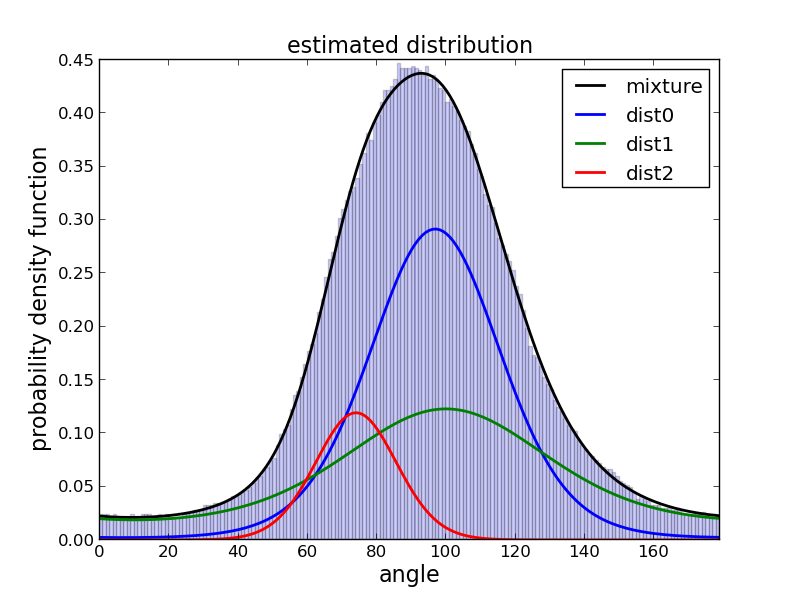 estimated distribution
probability density function
0.45
0.40
0.35
0.30
0.25
0.20
0.15
0.10
0.05
0.00
0 20 40 60 80 100 120 140 160
angle
mixture
dist0
dist1
dist2